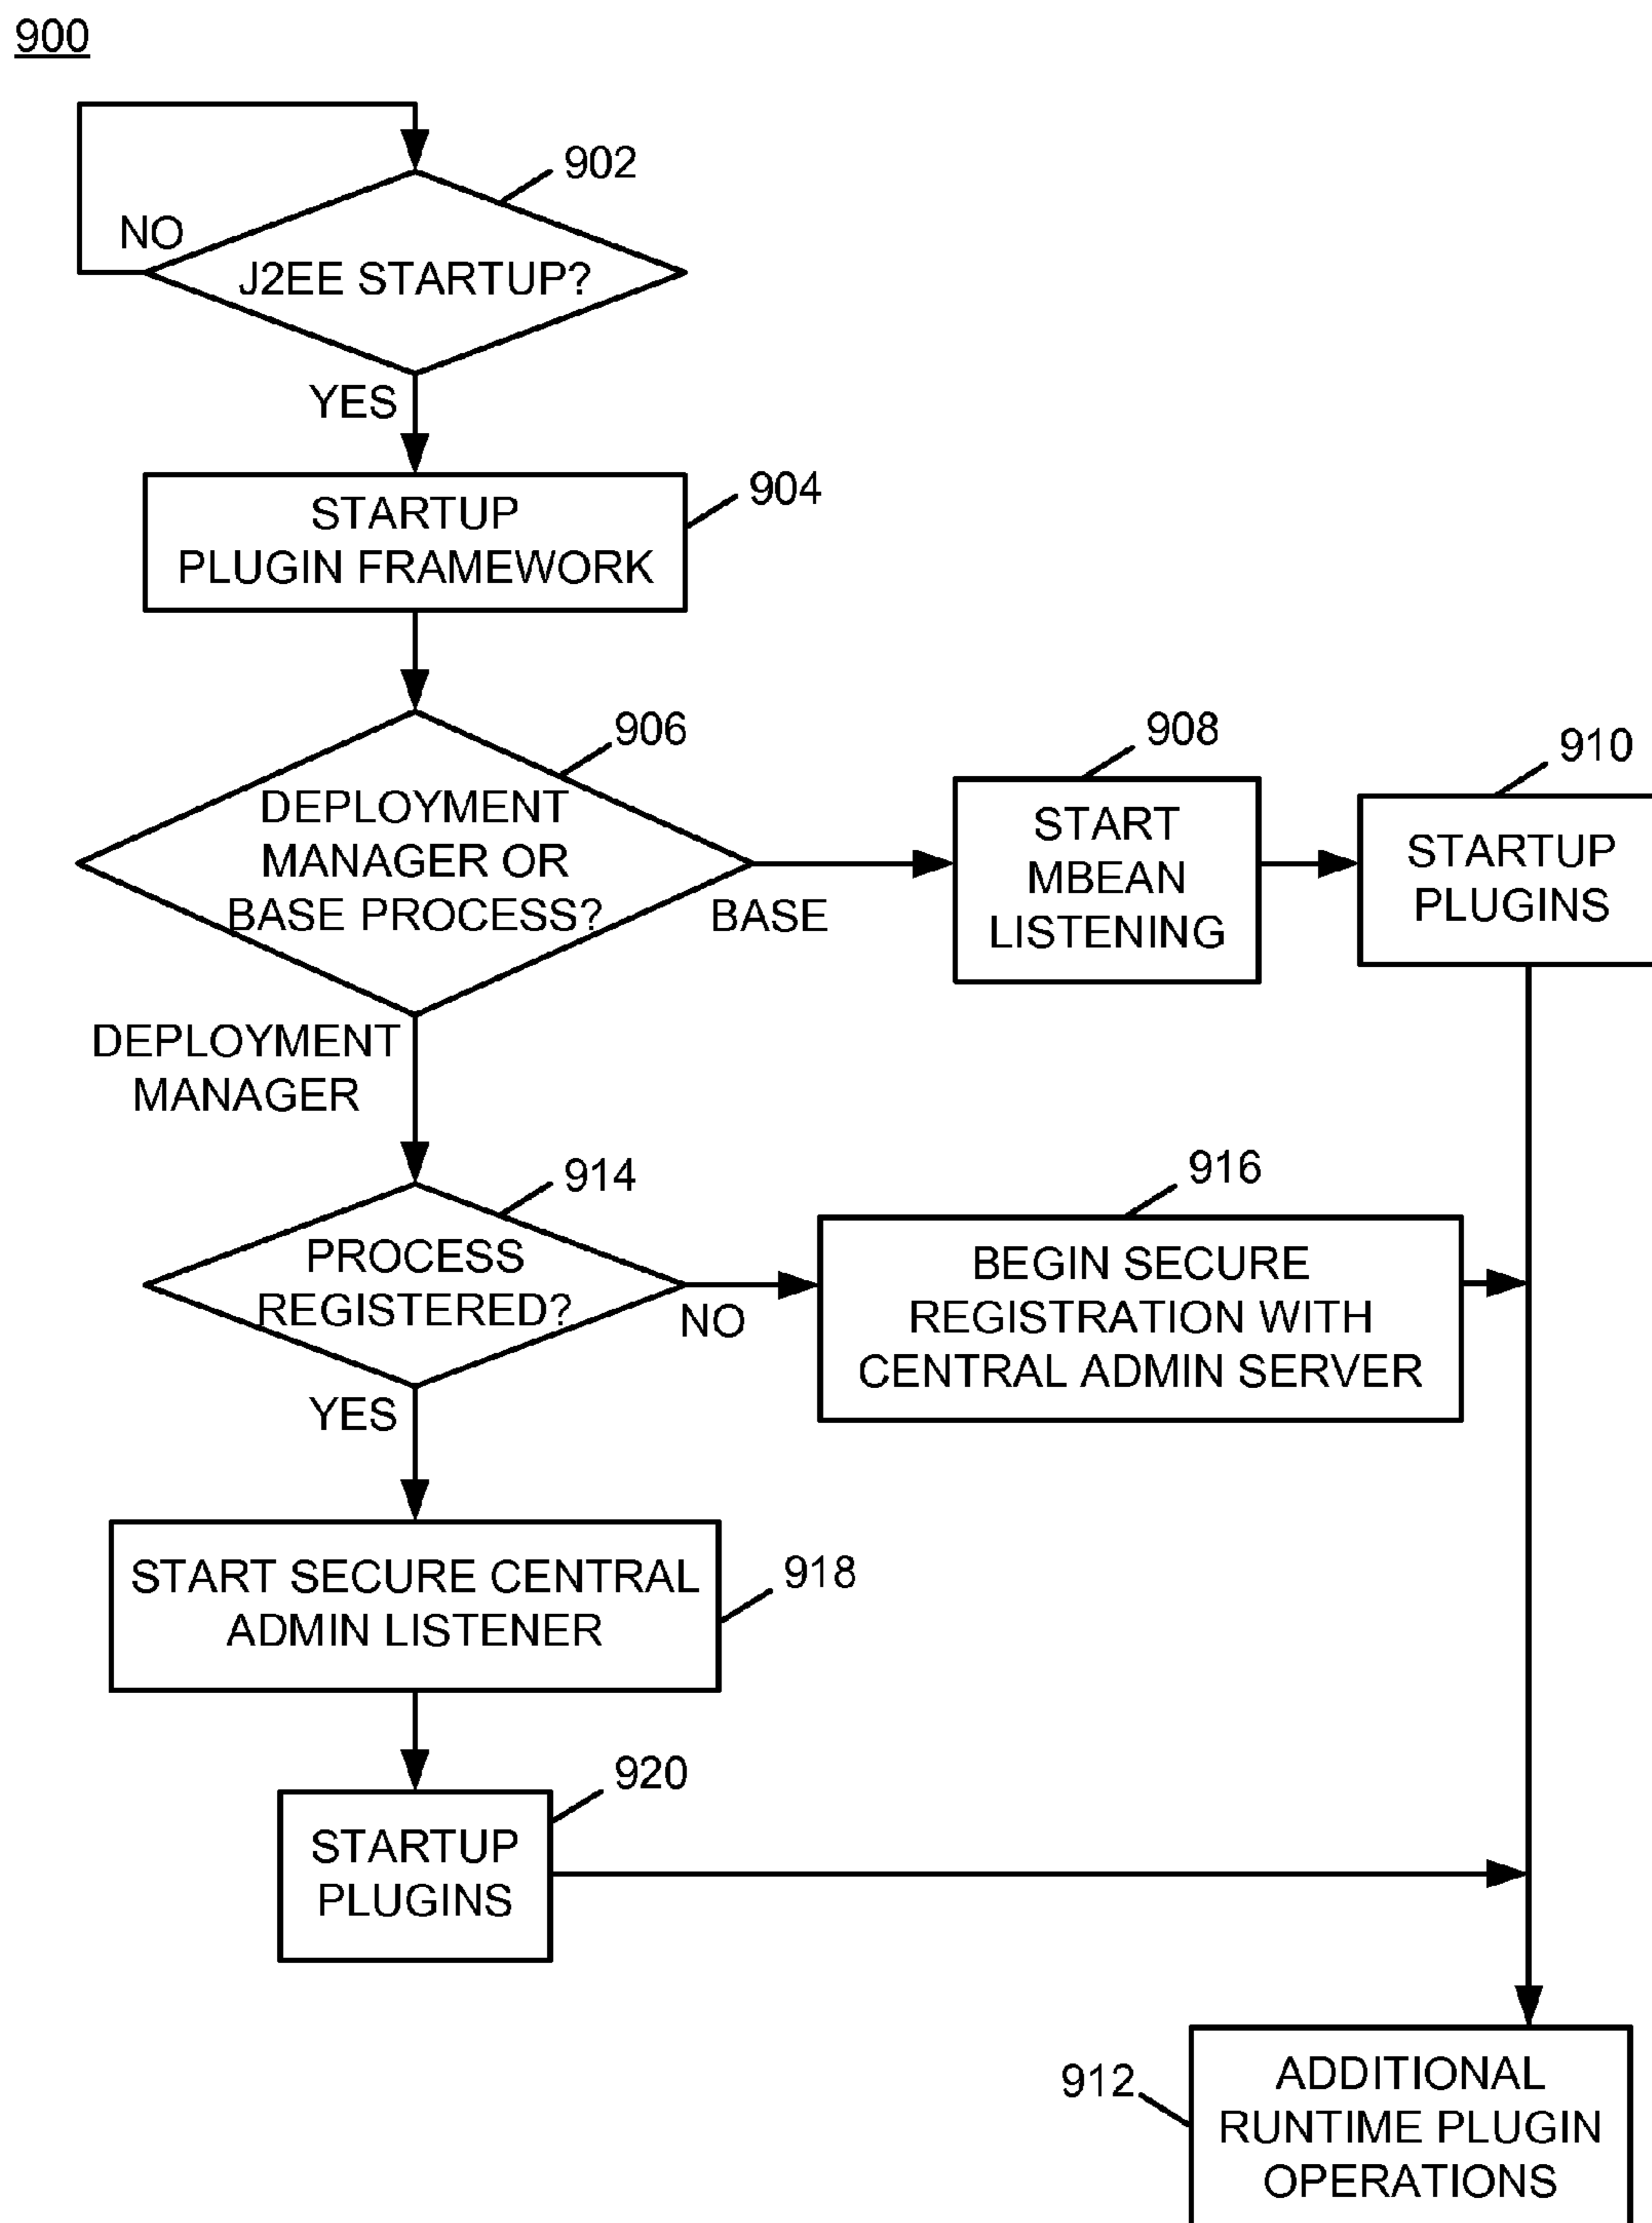 900
902
NO
J2EE STARTUP?
YES
904
STARTUP
PLUGIN FRAMEWORK
906
DEPLOYMENT
MANAGER OR
BASE PROCESS?
BASE
908
START
MBEAN
LISTENING
910
STARTUP
PLUGINS
DEPLOYMENT
MANAGER
914
PROCESS
REGISTERED?
NO
916
BEGIN SECURE
REGISTRATION WITH
CENTRAL ADMIN SERVER
YES
918
START SECURE CENTRAL
ADMIN LISTENER
920
STARTUP
PLUGINS
912
ADDITIONAL
RUNTIME PLUGIN
OPERATIONS